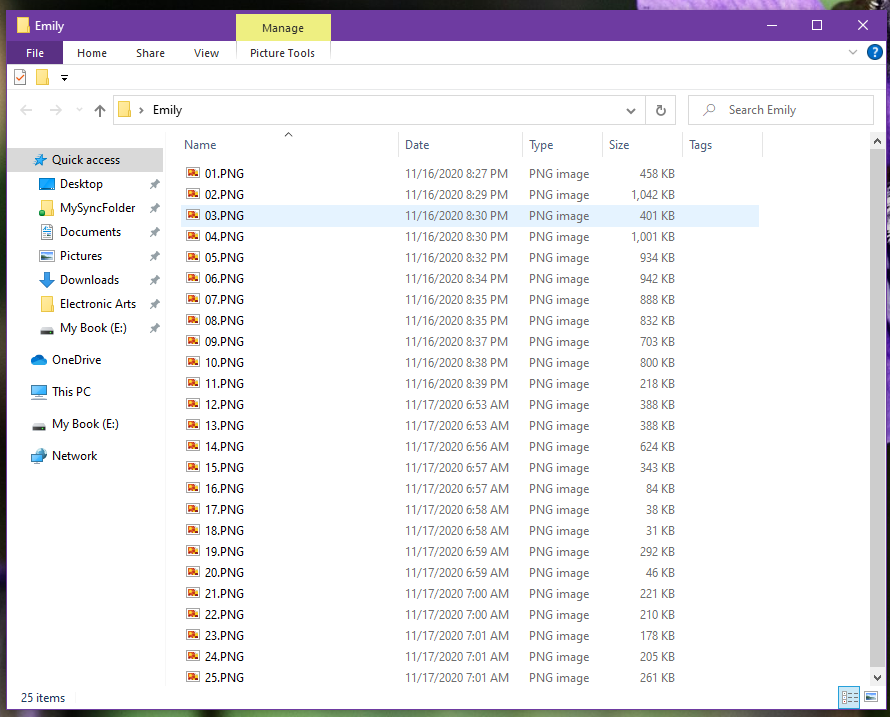 Emily
Manage
File Home Share View Picture Tools
Emily
Search Emily
Name Date Type Size Tags
Quick access
Desktop
MySyncFolder
Documents
Pictures
Downloads
Electronic Arts
My Book (E:)
OneDrive
This PC
My Book (E:)
Network
01.PNG 11/16/2020 8:27 PM PNG image 458 KB
02.PNG 11/16/2020 8:29 PM PNG image 1,042 KB
03.PNG 11/16/2020 8:30 PM PNG image 401 KB
04.PNG 11/16/2020 8:30 PM PNG image 1,001 KB
05.PNG 11/16/2020 8:32 PM PNG image 934 KB
06.PNG 11/16/2020 8:34 PM PNG image 942 KB
07.PNG 11/16/2020 8:35 PM PNG image 888 KB
08.PNG 11/16/2020 8:35 PM PNG image 832 KB
09.PNG 11/16/2020 8:37 PM PNG image 703 KB
10.PNG 11/16/2020 8:38 PM PNG image 800 KB
11.PNG 11/16/2020 8:39 PM PNG image 218 KB
12.PNG 11/17/2020 6:53 AM PNG image 388 KB
13.PNG 11/17/2020 6:53 AM PNG image 388 KB
14.PNG 11/17/2020 6:56 AM PNG image 624 KB
15.PNG 11/17/2020 6:57 AM PNG image 343 KB
16.PNG 11/17/2020 6:57 AM PNG image 84 KB
17.PNG 11/17/2020 6:58 AM PNG image 38 KB
18.PNG 11/17/2020 6:58 AM PNG image 31 KB
19.PNG 11/17/2020 6:59 AM PNG image 292 KB
20.PNG 11/17/2020 6:59 AM PNG image 46 KB
21.PNG 11/17/2020 7:00 AM PNG image 221 KB
22.PNG 11/17/2020 7:00 AM PNG image 210 KB
23.PNG 11/17/2020 7:01 AM PNG image 178 KB
24.PNG 11/17/2020 7:01 AM PNG image 205 KB
25.PNG 11/17/2020 7:01 AM PNG image 261 KB
25 items